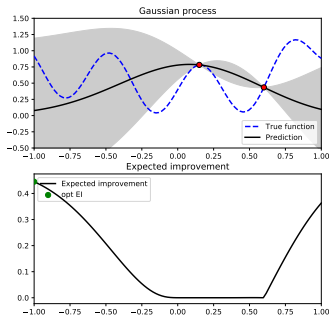 Gaussian process
1.50
1.25
1.00
0.75
0.50
0.25
0.00
−0.25
−0.50
True function
Prediction
−1.00 −0.75 −0.50 −0.25 0.00 0.25 0.50 0.75 1.00
Expected improvement
Expected improvement
opt EI
0.4
0.3
0.2
0.1
0.0
−1.00 −0.75 −0.50 −0.25 0.00 0.25 0.50 0.75 1.00